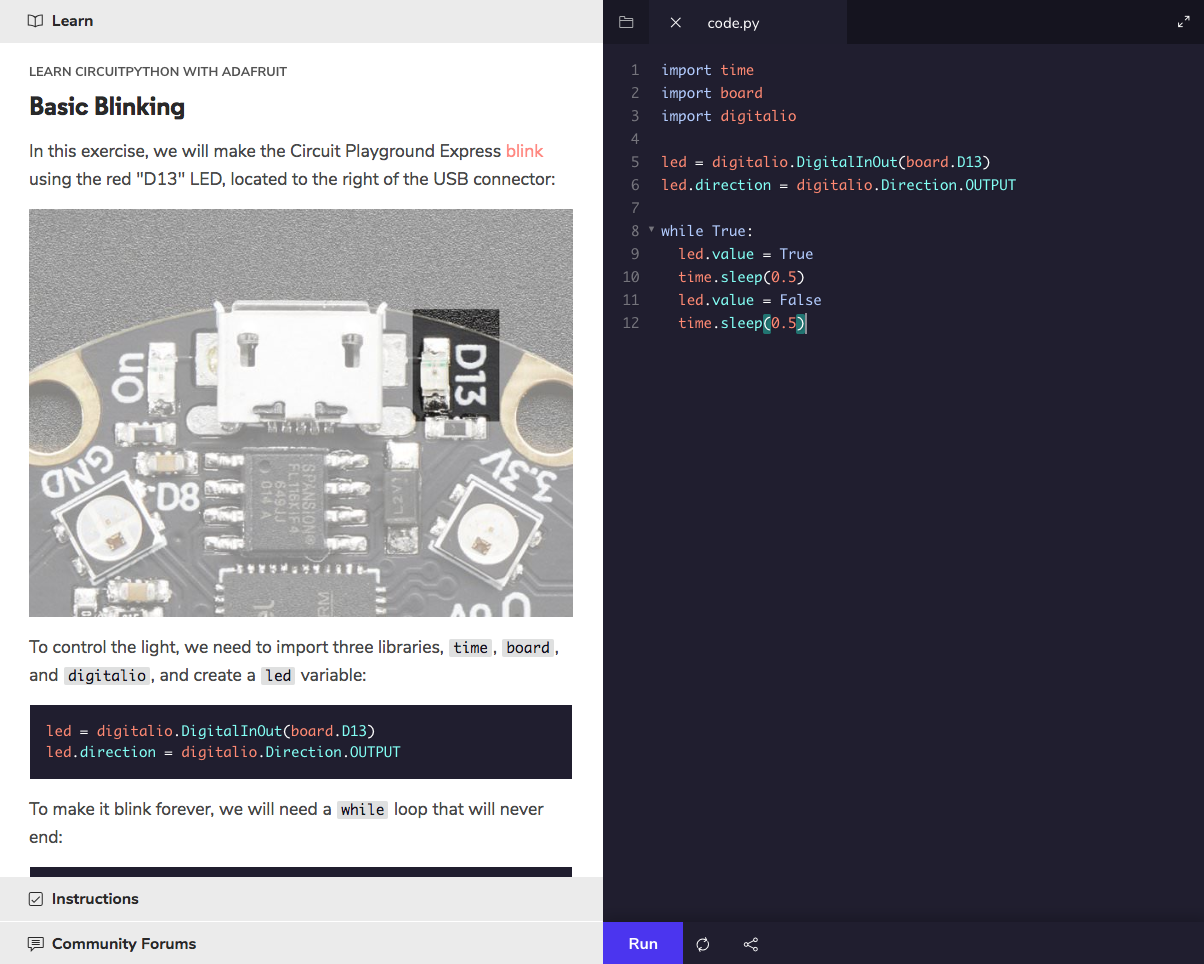 Learn
LEARN CIRCUITPYTHON WITH ADAFRUIT
Basic Blinking
In this exercise, we will make the Circuit Playground Express blink
using the red "D13" LED, located to the right of the USB connector:
On
D13
GND
D8
3.3V
SPANSION
FL116KIF4
649JJ
014 A
L2V
ARM
A0
To control the light, we need to import three libraries, time, board,
and digitalio, and create a led variable:
led = digitalio.DigitalInOut(board.D13)
led.direction = digitalio.Direction.OUTPUT
To make it blink forever, we will need a while loop that will never
end:
Instructions
Community Forums
code.py
1 import time
2 import board
3 import digitalio
4
5 led = digitalio.DigitalInOut(board.D13)
6 led.direction = digitalio.Direction.OUTPUT
7
8 while True:
9   led.value = True
10   time.sleep(0.5)
11   led.value = False
12   time.sleep(0.5)
Run